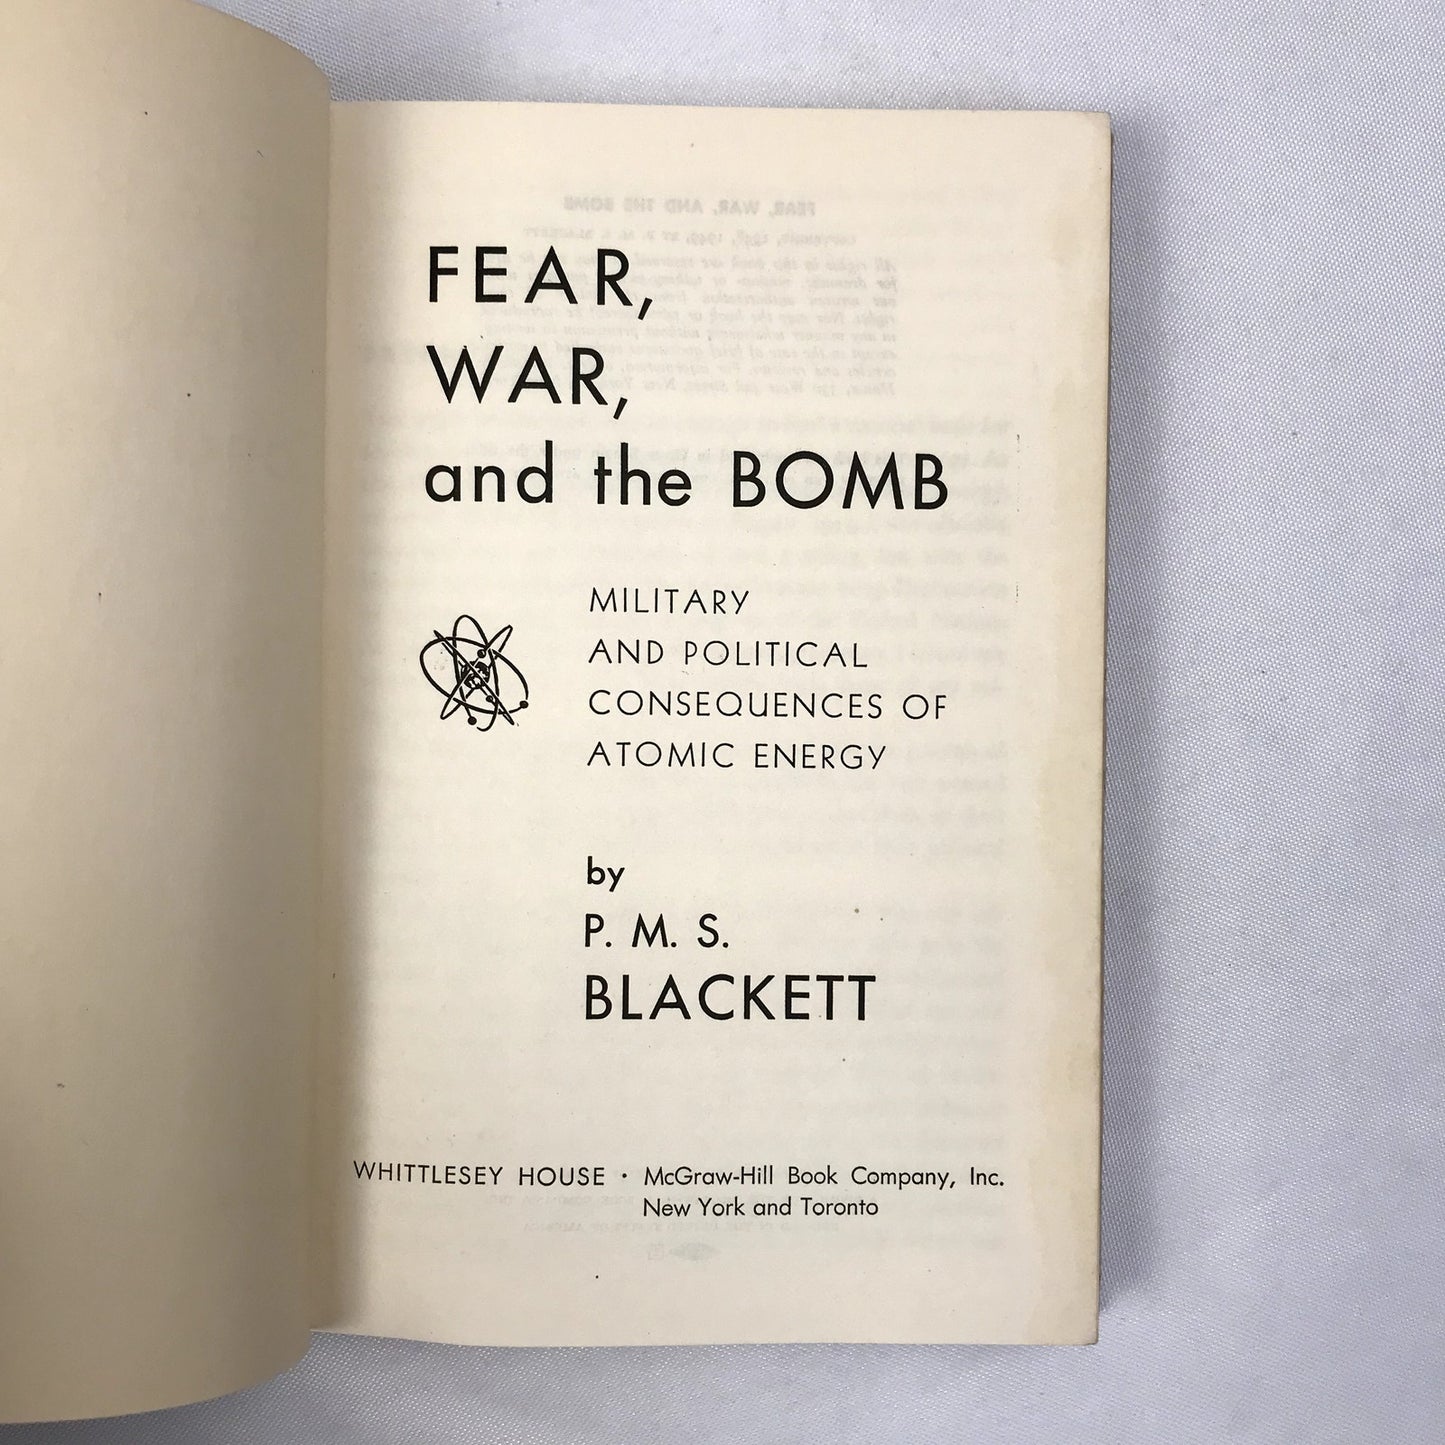 FEAR,
WAR,
and the BOMB
MILITARY
AND POLITICAL
CONSEQUENCES OF
ATOMIC ENERGY
by
P. M. S.
BLACKETT
WHITTLESEY HOUSE · McGraw-Hill Book Company, Inc.
New York and Toronto